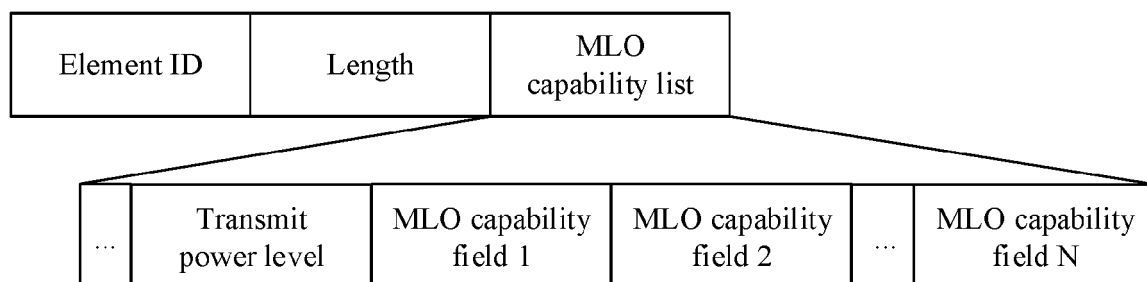 Element ID
Length
MLO
capability list
...
Transmit
power level
MLO capability
field 1
MLO capability
field 2
...
MLO capability
field N